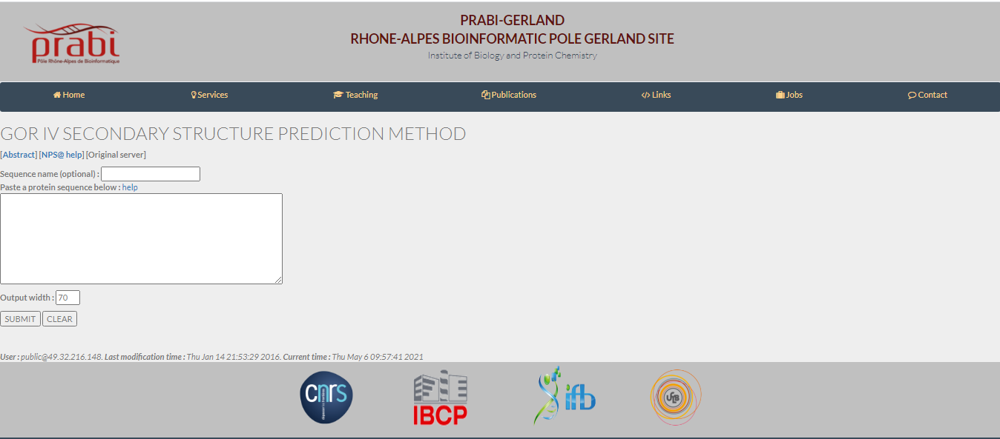 prabi
Pôle Rhône-Alpes de Bioinformatique
PRABI-GERLAND
RHONE-ALPES BIOINFORMATIC POLE GERLAND SITE
Institute of Biology and Protein Chemistry
Home Services Teaching Publications Links Jobs Contact
GOR IV SECONDARY STRUCTURE PREDICTION METHOD
[Abstract] [NPS@ help] [Original server]
Sequence name (optional) :
Paste a protein sequence below : help
Output width : 70
SUBMIT CLEAR
User : public@49.32.216.148. Last modification time : Thu Jan 14 21:53:29 2016. Current time : Thu May 6 09:57:41 2021
cnrs
IBCP
ifb